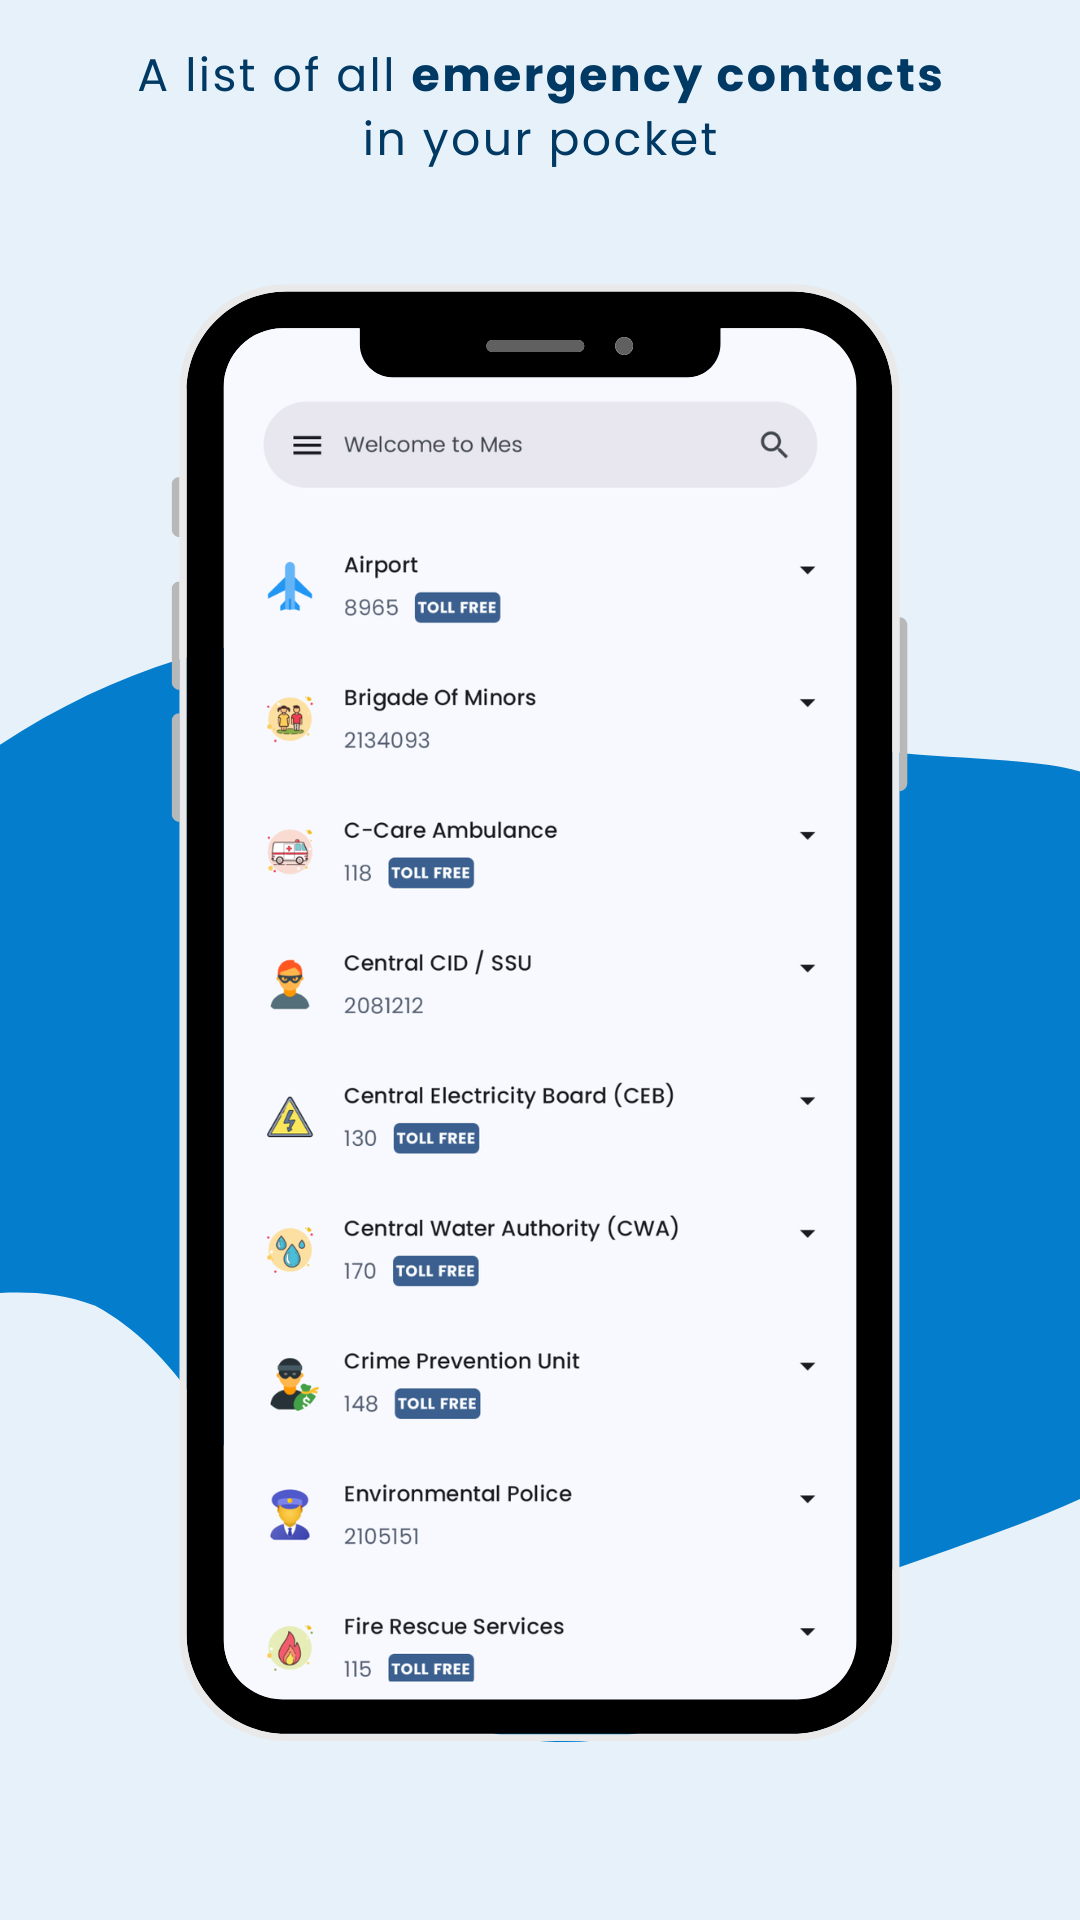 A list of all emergency contacts
in your pocket
Welcome to Mes
Airport
8965 TOLL FREE
Brigade Of Minors
2134093
C-Care Ambulance
118 TOLL FREE
Central CID / SSU
2081212
Central Electricity Board (CEB)
130 TOLL FREE
Central Water Authority (CWA)
170 TOLL FREE
Crime Prevention Unit
148 TOLL FREE
Environmental Police
2105151
Fire Rescue Services
115 TOLL FREE